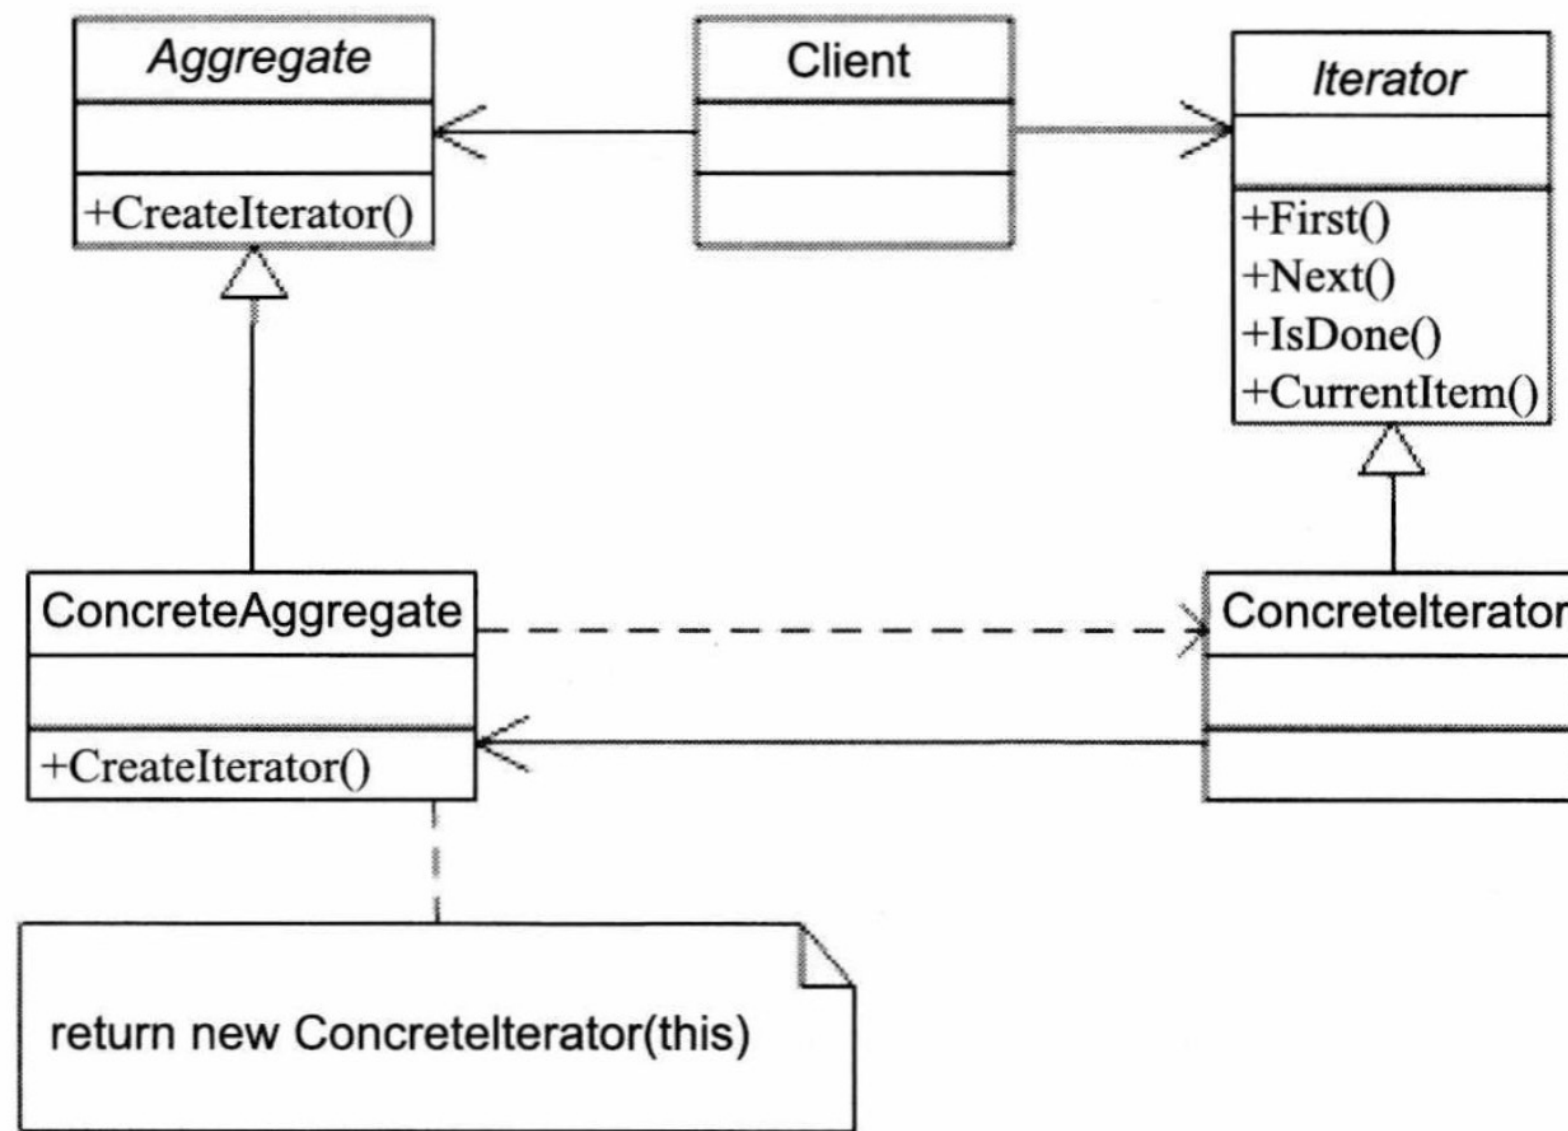 Aggregate
+CreateIterator()
Client
Iterator
+First()
+Next()
+IsDone()
+CurrentItem()
ConcreteAggregate
+CreateIterator()
ConcreteIterator
return new ConcreteIterator(this)